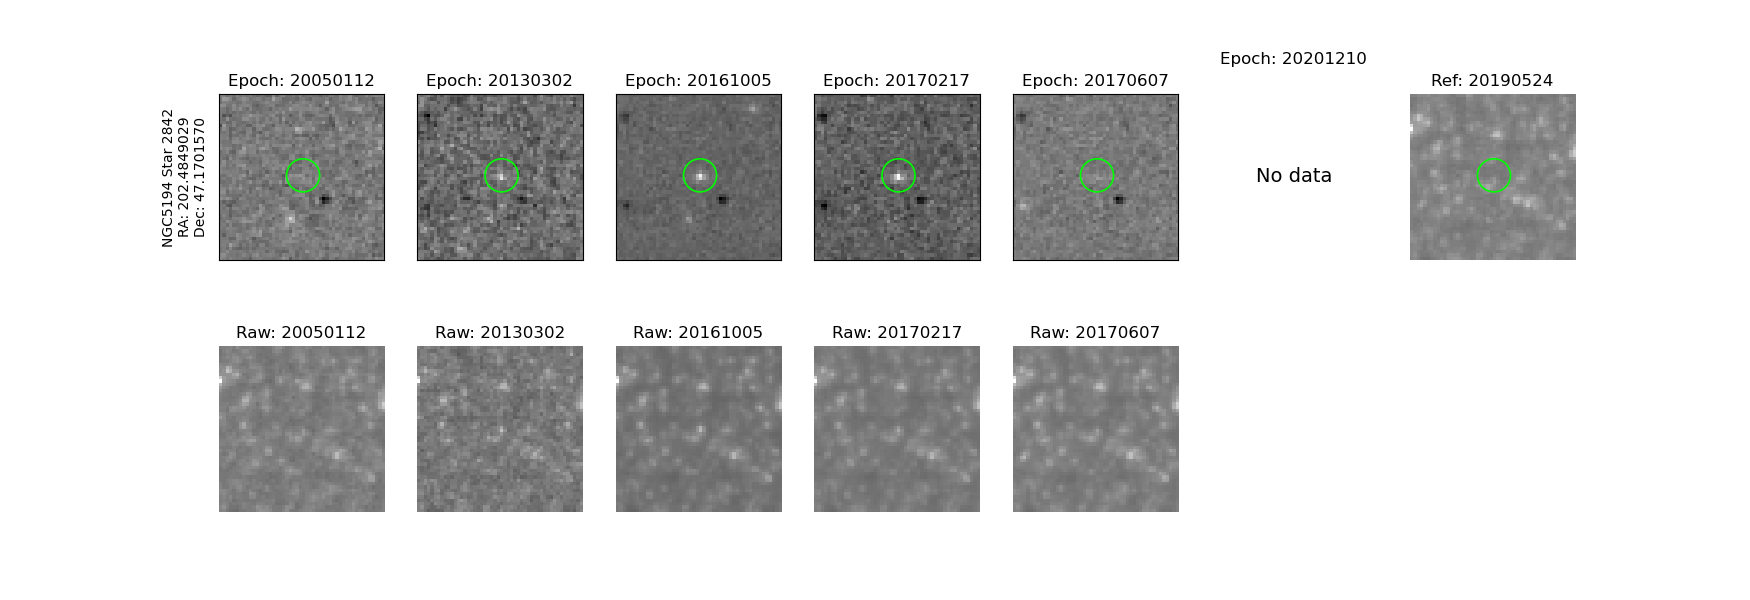 Epoch: 20050112
Epoch: 20130302
Epoch: 20161005
Epoch: 20170217
Epoch: 20170607
Epoch: 20201210
Ref: 20190524
NGC5194 Star 2842
RA: 202.4849029
Dec: 47.1701570
No data
Raw: 20050112
Raw: 20130302
Raw: 20161005
Raw: 20170217
Raw: 20170607